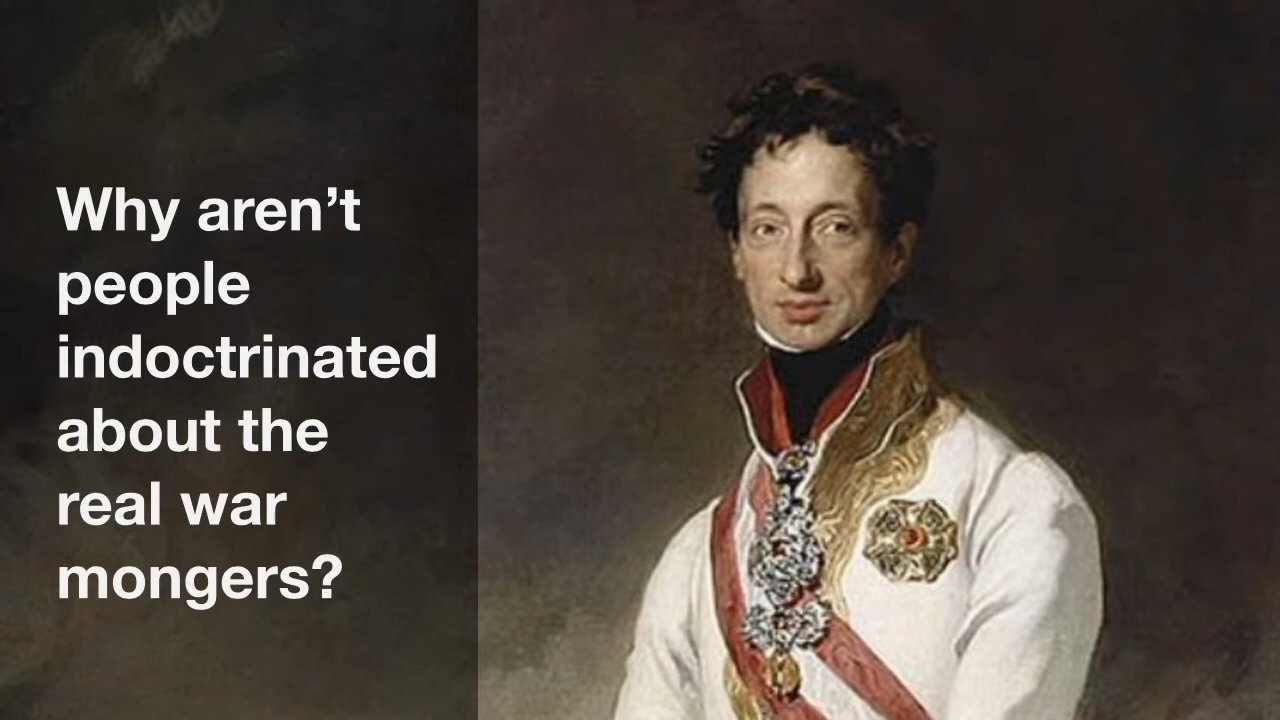 Why aren’t
people
indoctrinated
about the
real war
mongers?